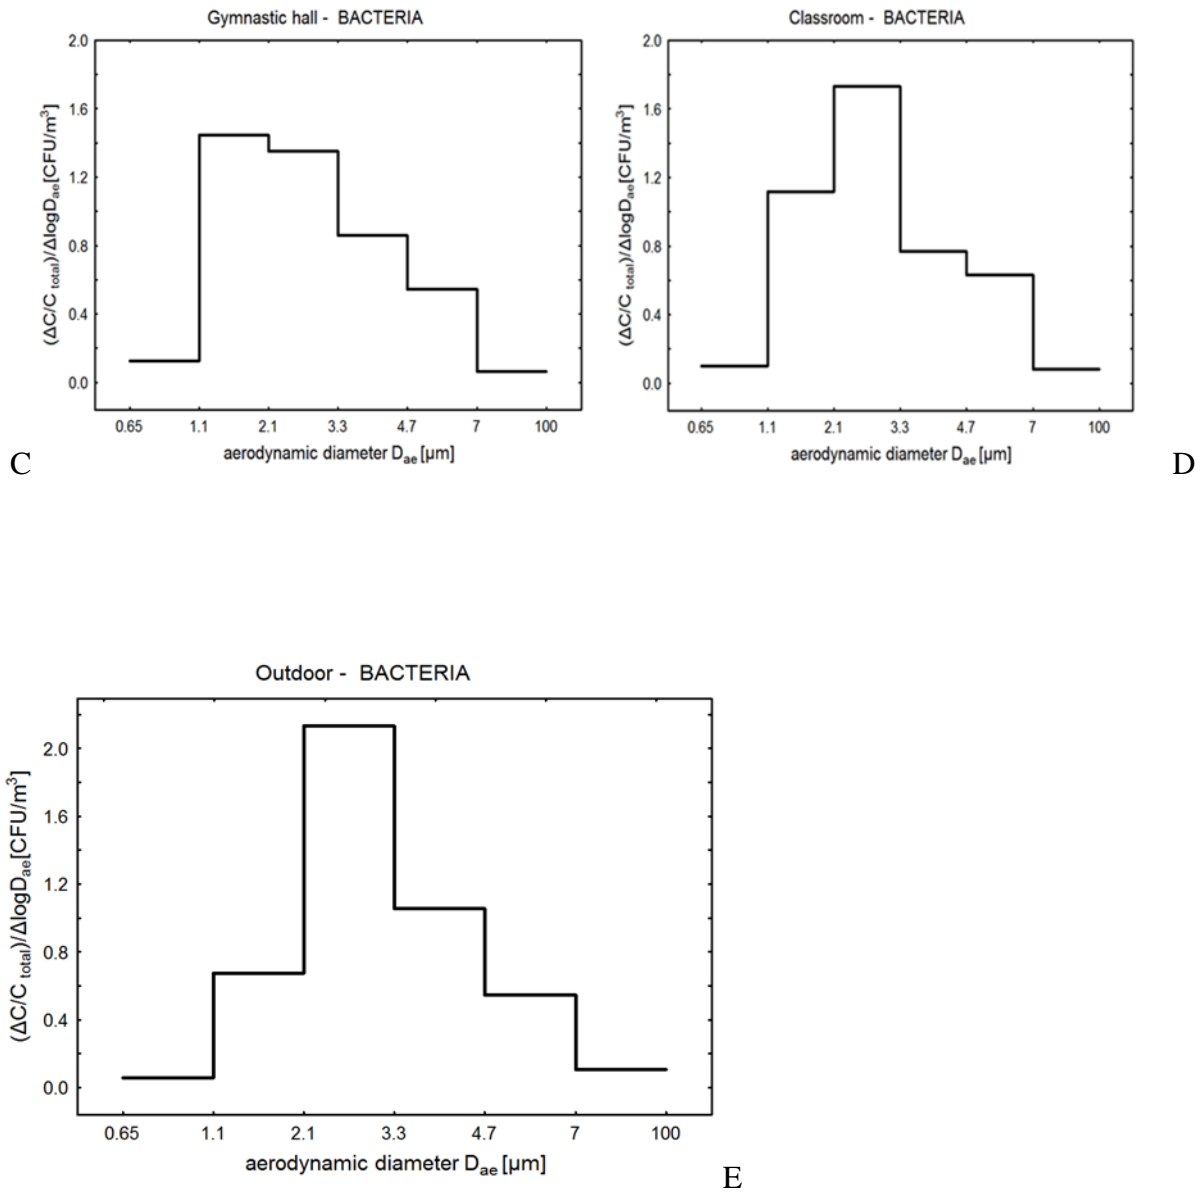 Gymnastic hall -  BACTERIA
2.0
1.6
1.2
0.8
0.4
0.0
(ΔC/C total)/ΔlogDae[CFU/m³]
0.65 1.1 2.1 3.3 4.7 7 100
aerodynamic diameter Dae [µm]
C
Classroom -  BACTERIA
2.0
1.6
1.2
0.8
0.4
0.0
(ΔC/C total)/ΔlogDae[CFU/m³]
0.65 1.1 2.1 3.3 4.7 7 100
aerodynamic diameter Dae [µm]
D
Outdoor -  BACTERIA
2.0
1.6
1.2
0.8
0.4
0.0
(ΔC/C total)/ΔlogDae[CFU/m³]
0.65 1.1 2.1 3.3 4.7 7 100
aerodynamic diameter Dae [µm]
E